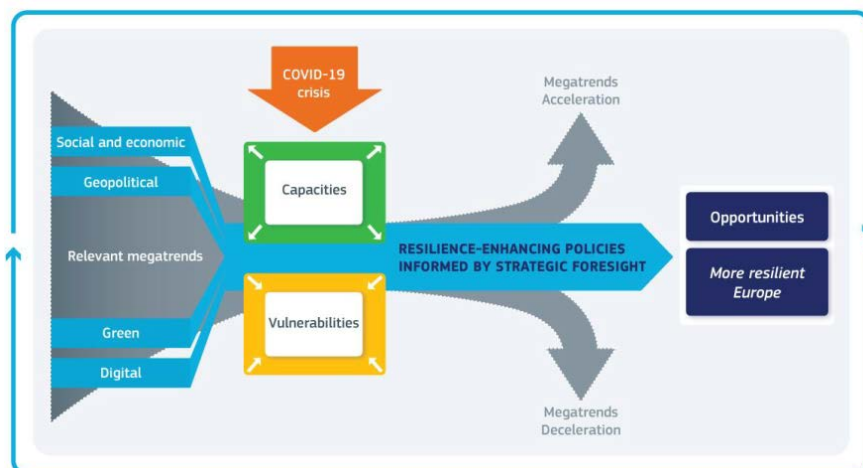 COVID-19
crisis
Megatrends
Acceleration
Social and economic
Geopolitical
Capacities
Opportunities
Relevant megatrends
RESILIENCE-ENHANCING POLICIES
INFORMED BY STRATEGIC FORESIGHT
More resilient
Europe
Vulnerabilities
Green
Digital
Megatrends
Deceleration